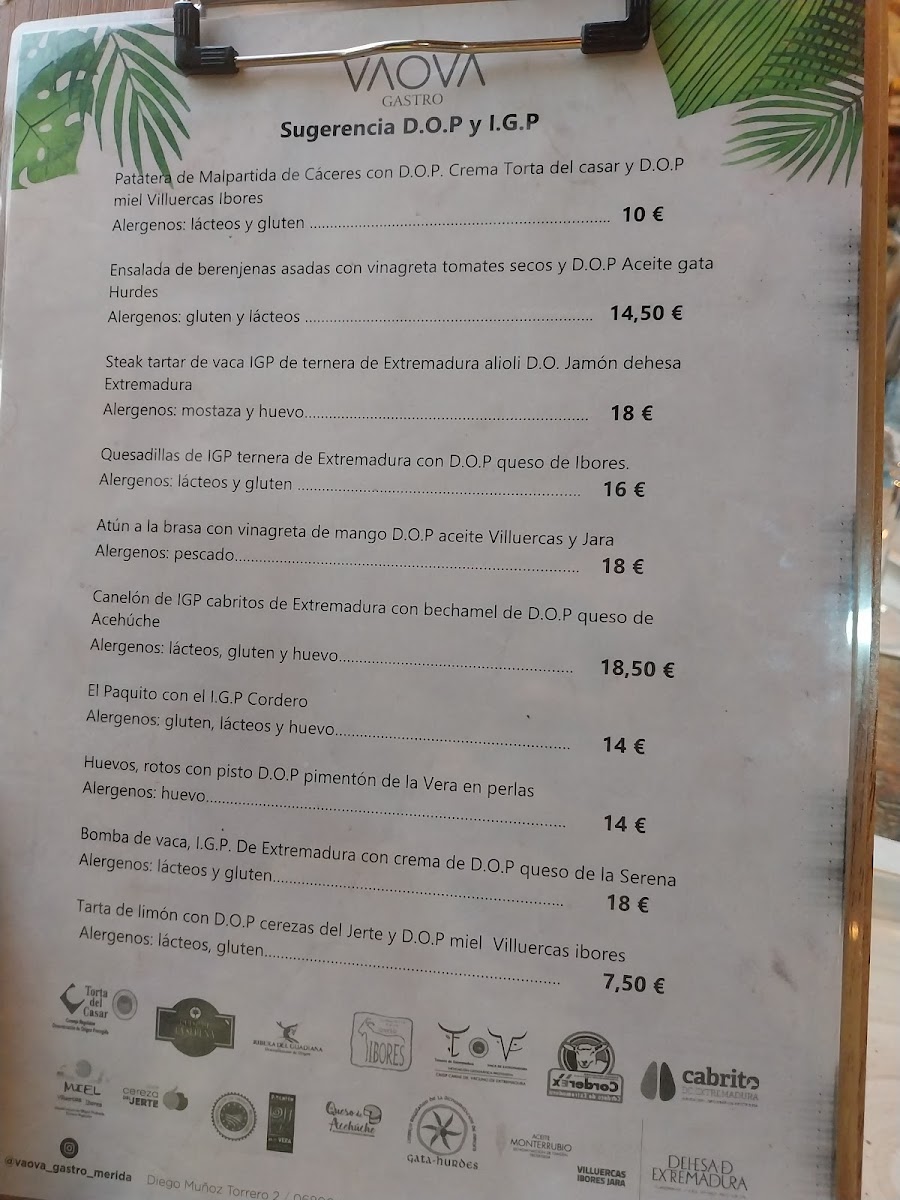 VAOVA
GASTRO
Sugerencia D.O.P y I.G.P
Patatera de Malpartida de Cáceres con D.O.P. Crema Torta del casar y D.O.P
miel Villuercas Ibores
Alergenos: lácteos y gluten ........................................................ 10 €
Ensalada de berenjenas asadas con vinagreta tomates secos y D.O.P Aceite gata
Hurdes
Alergenos: gluten y lácteos ........................................................ 14,50 €
Steak tartar de vaca IGP de ternera de Extremadura alioli D.O. Jamón dehesa
Extremadura
Alergenos: mostaza y huevo........................................................ 18 €
Quesadillas de IGP ternera de Extremadura con D.O.P queso de Ibores.
Alergenos: lácteos y gluten ........................................................ 16 €
Atún a la brasa con vinagreta de mango D.O.P aceite Villuercas y Jara
Alergenos: pescado.................................................................... 18 €
Canelón de IGP cabritos de Extremadura con bechamel de D.O.P queso de
Acehúche
Alergenos: lácteos, gluten y huevo.............................................. 18,50 €
El Paquito con el I.G.P Cordero
Alergenos: gluten, lácteos y huevo.............................................. 14 €
Huevos, rotos con pisto D.O.P pimentón de la Vera en perlas
Alergenos: huevo........................................................................ 14 €
Bomba de vaca, I.G.P. De Extremadura con crema de D.O.P queso de la Serena
Alergenos: lácteos y gluten.......................................................... 18 €
Tarta de limón con D.O.P cerezas del Jerte y D.O.P miel Villuercas ibores
Alergenos: lácteos, gluten............................................................ 7,50 €
Torta
del
Casar
RIBERA DEL GUADIANA
IBORES
Corderex
cabrito
DE EXTREMADURA
MIEL
Villuercas Ibores
cereza
DEL JERTE
Queso de
Acehúche
GATA-HURDES
ACEITE
MONTERRUBIO
VILLUERCAS
IBORES JARA
DEHESA D
EXTREMADURA
@vaova_gastro_merida
Diego Muñoz Torrero 2 /